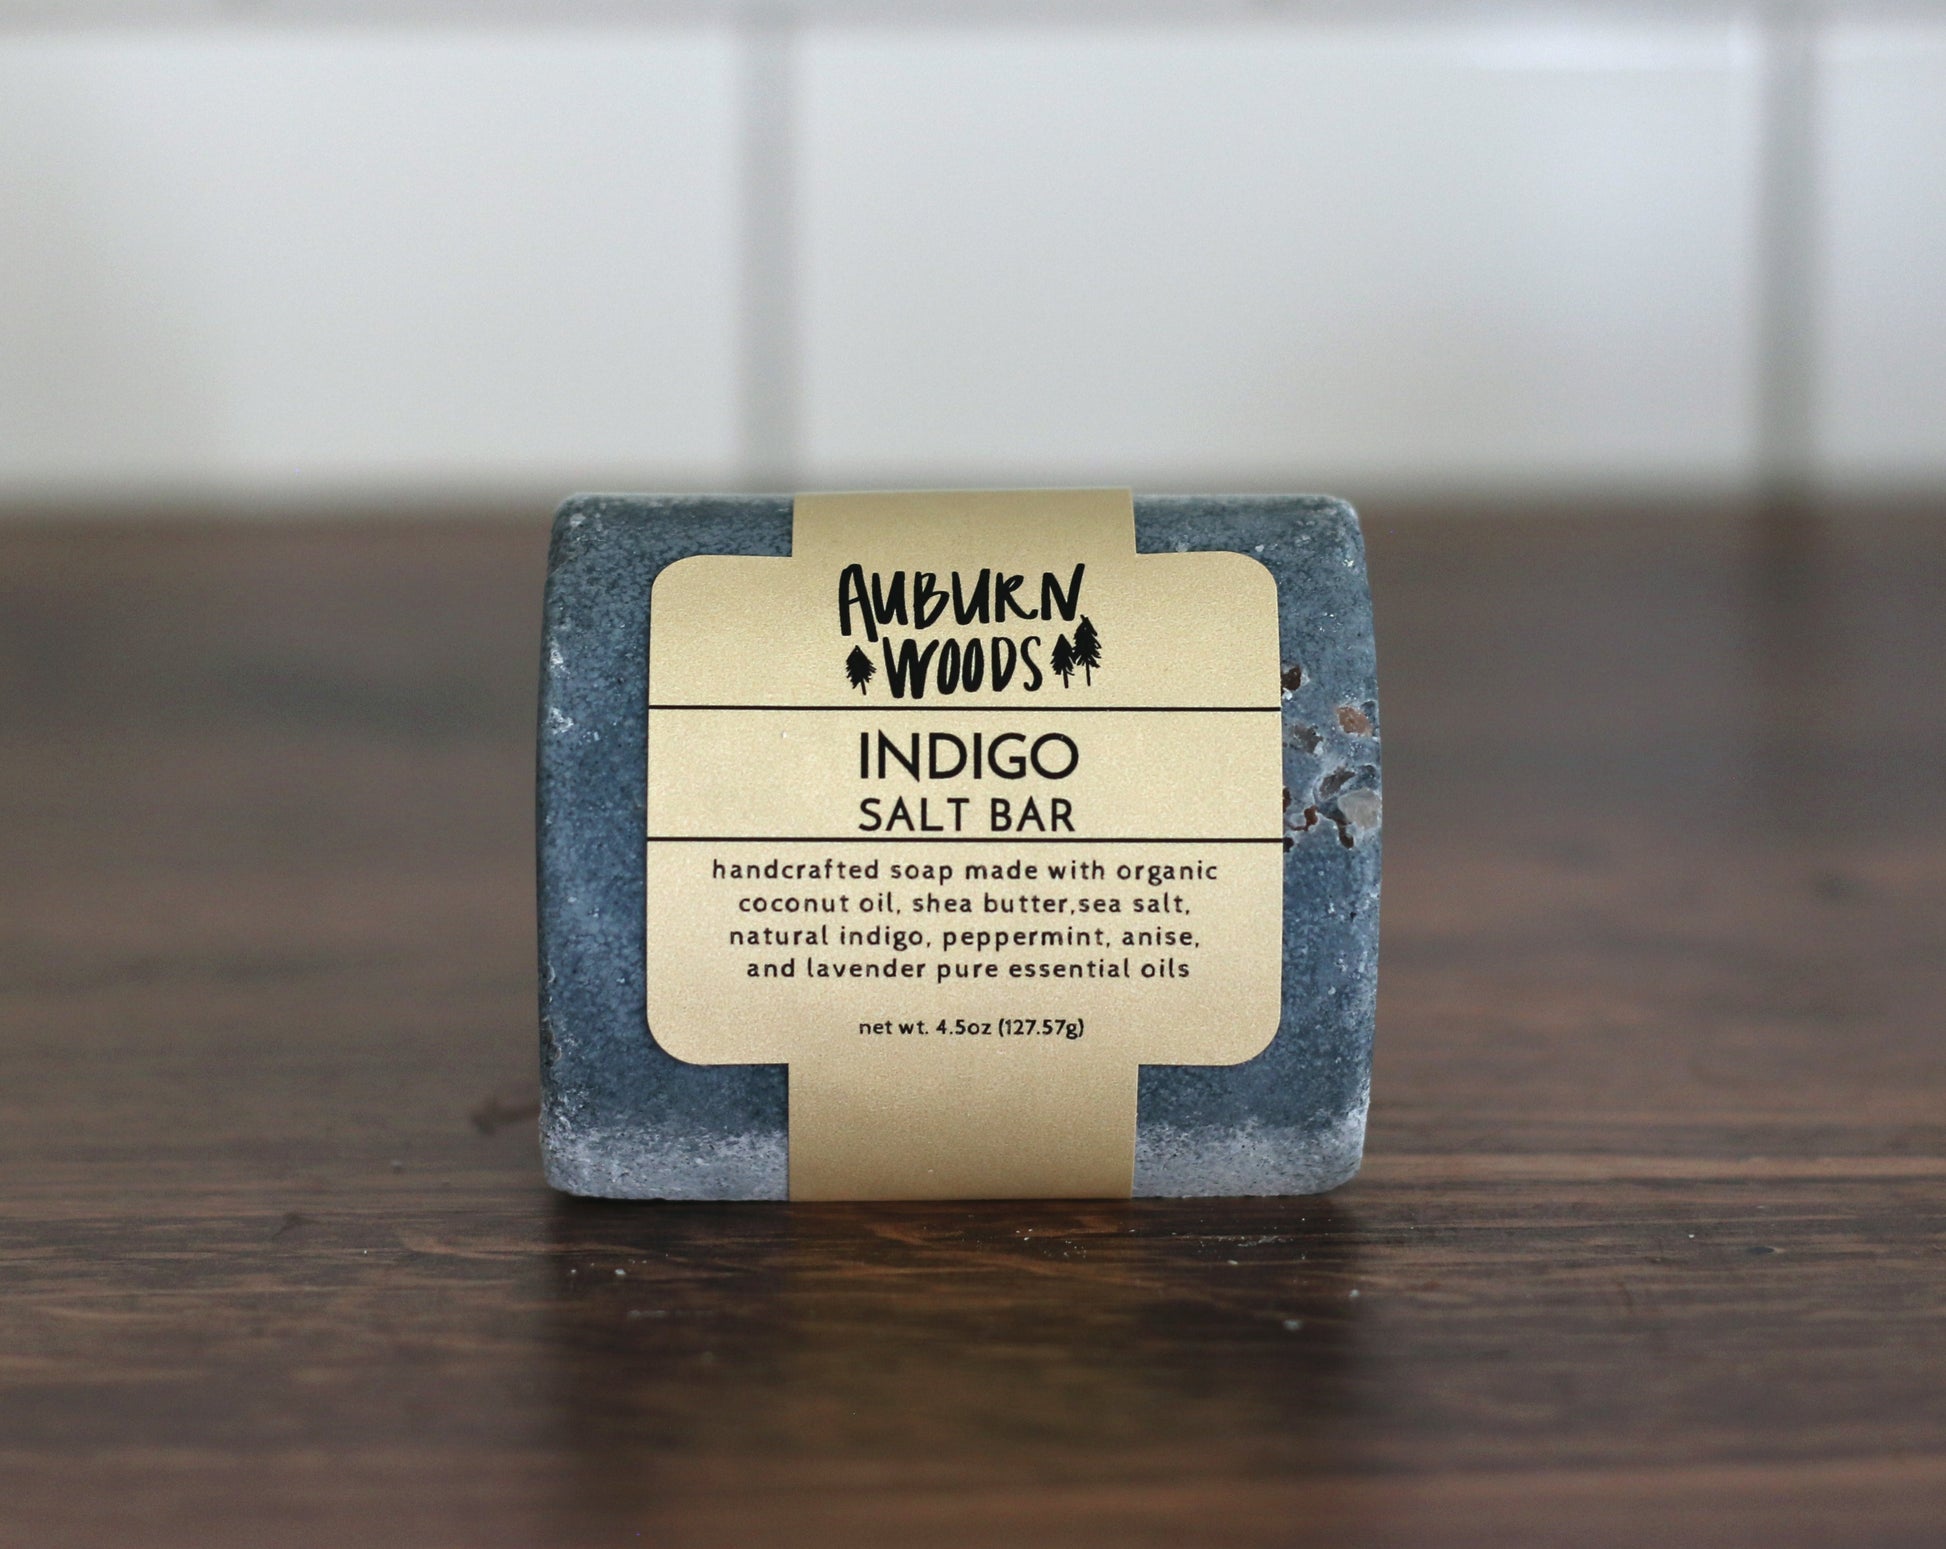 AUBURN
WOODS
INDIGO
SALT BAR
handcrafted soap made with organic
coconut oil, shea butter,sea salt,
natural indigo, peppermint, anise,
and lavender pure essential oils
net wt. 4.5oz (127.57g)